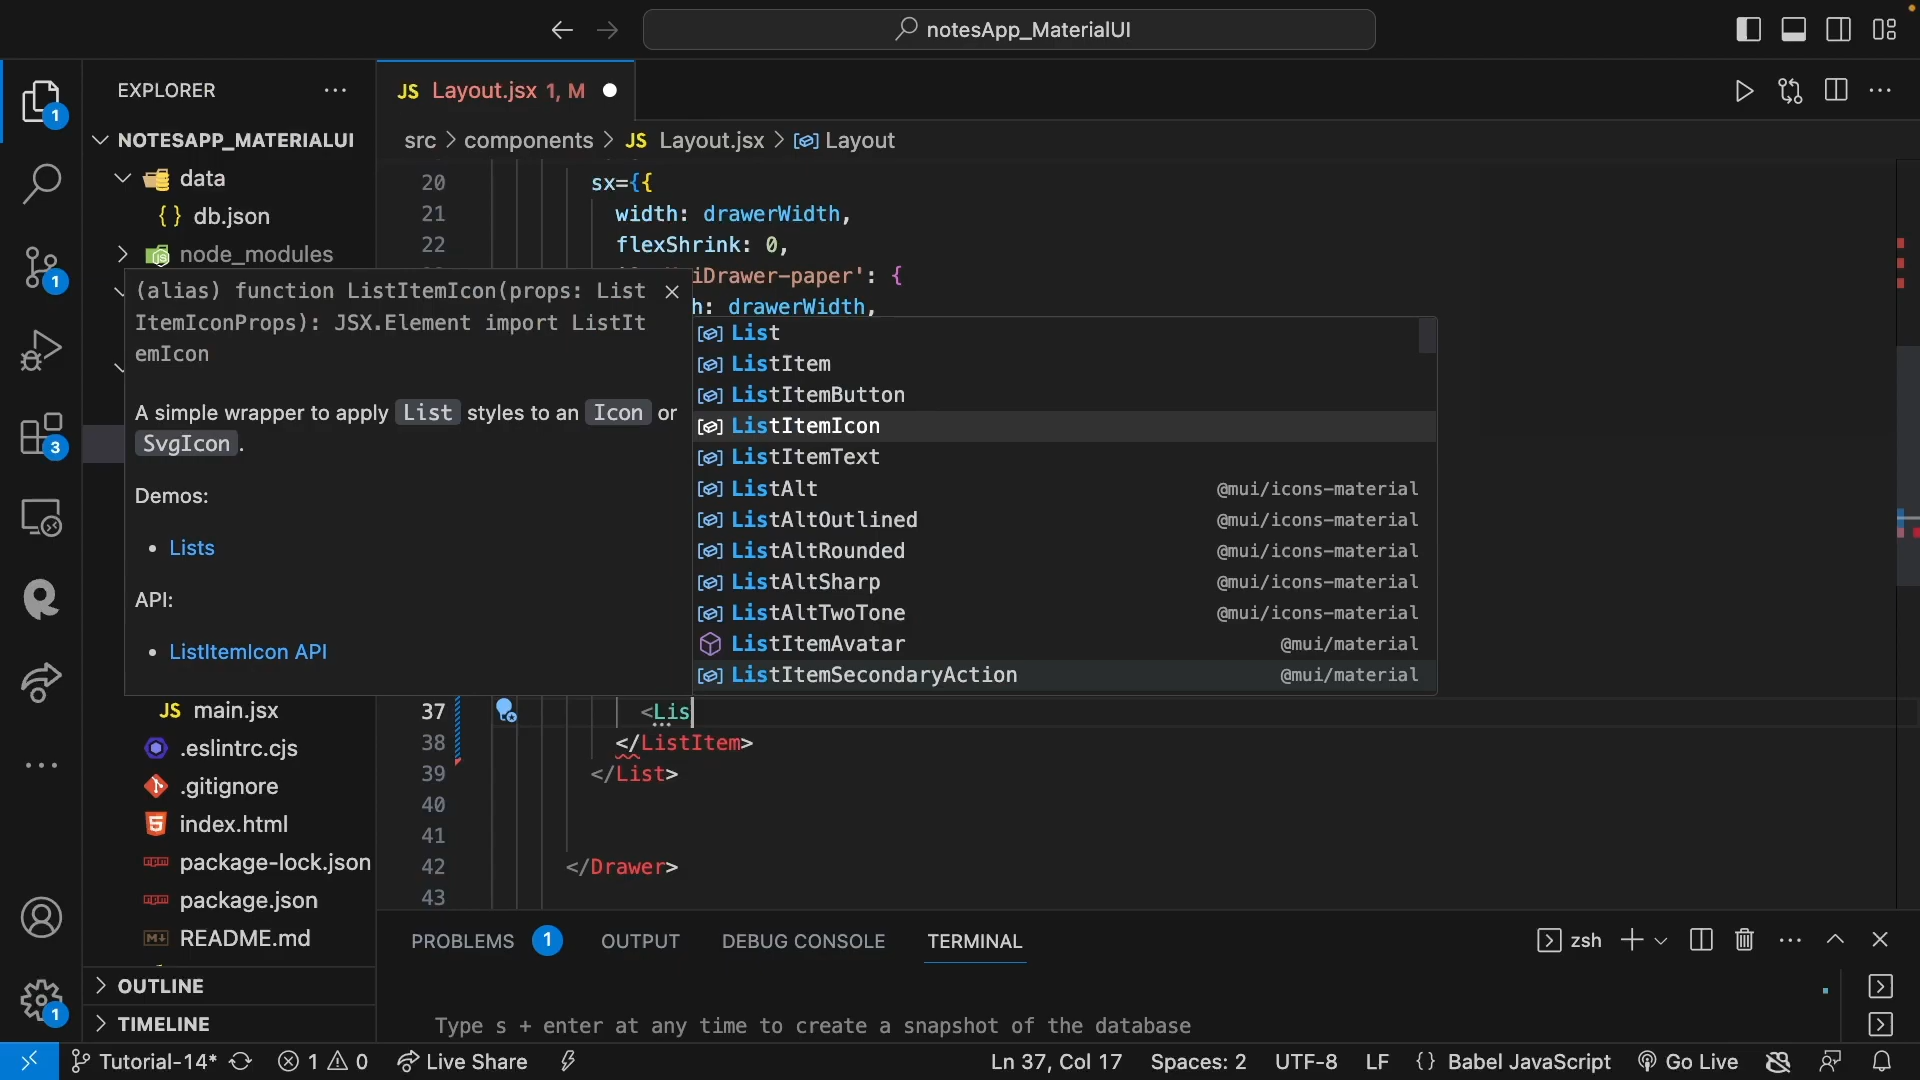 notesApp_MaterialUI
EXPLORER
JS Layout.jsx 1, M
NOTESAPP_MATERIALUI
src > components > JS Layout.jsx > Layout
data
{ } db.json
node_modules
20 sx={{
21 width: drawerWidth,
22 flexShrink: 0,
iDrawer-paper': {
h: drawerWidth,
(alias) function ListItemIcon(props: List
ItemIconProps): JSX.Element import ListIt
emIcon
A simple wrapper to apply List styles to an Icon or
SvgIcon.
Demos:
• Lists
API:
• ListItemIcon API
List
ListItem
ListItemButton
ListItemIcon
ListItemText
ListAlt @mui/icons-material
ListAltOutlined @mui/icons-material
ListAltRounded @mui/icons-material
ListAltSharp @mui/icons-material
ListAltTwoTone @mui/icons-material
ListItemAvatar @mui/material
ListItemSecondaryAction @mui/material
37 <Lis
38 </ListItem>
39 </List>
40
41
42 </Drawer>
43
JS main.jsx
.eslintrc.cjs
.gitignore
index.html
package-lock.json
package.json
README.md
OUTLINE
TIMELINE
1
1
3
1
PROBLEMS 1 OUTPUT DEBUG CONSOLE TERMINAL
zsh
Type s + enter at any time to create a snapshot of the database
Tutorial-14* 1 0 Live Share
Ln 37, Col 17 Spaces: 2 UTF-8 LF { } Babel JavaScript Go Live